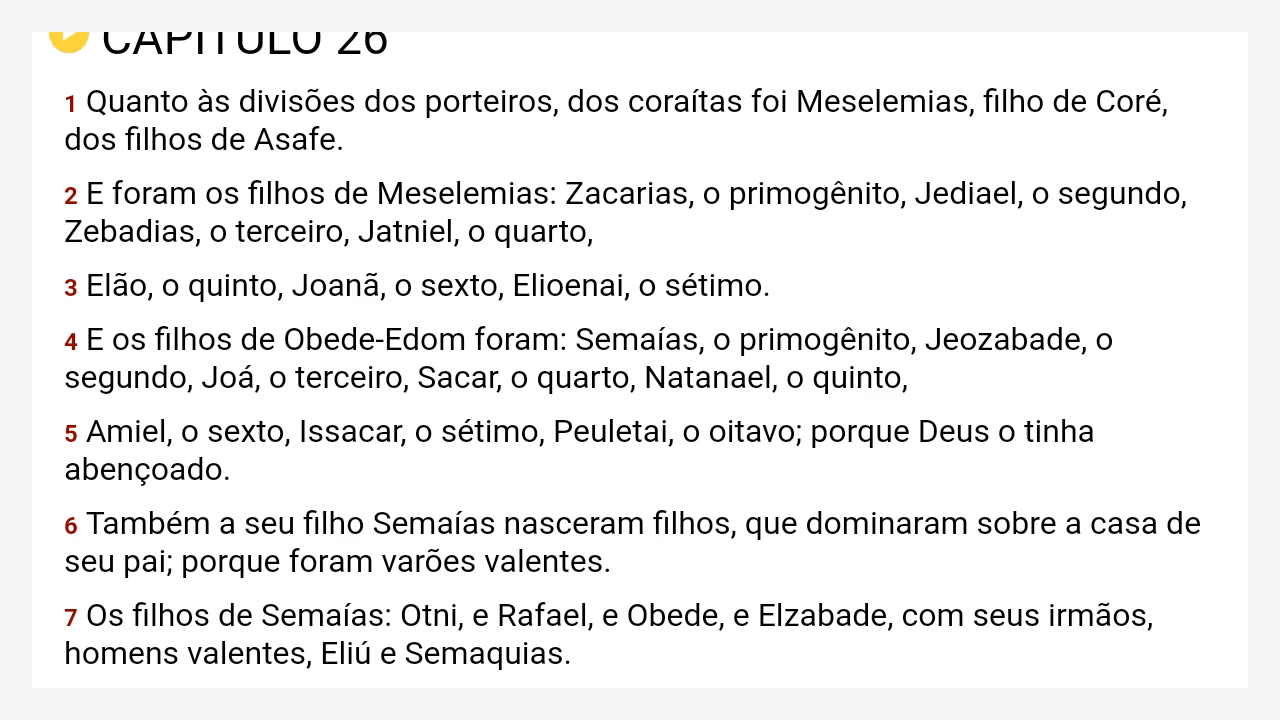 CAPÍTULO 26
1 Quanto às divisões dos porteiros, dos coraítas foi Meselemias, filho de Coré,
dos filhos de Asafe.
2 E foram os filhos de Meselemias: Zacarias, o primogênito, Jediael, o segundo,
Zebadias, o terceiro, Jatniel, o quarto,
3 Elão, o quinto, Joanã, o sexto, Elioenai, o sétimo.
4 E os filhos de Obede-Edom foram: Semaías, o primogênito, Jeozabade, o
segundo, Joá, o terceiro, Sacar, o quarto, Natanael, o quinto,
5 Amiel, o sexto, Issacar, o sétimo, Peuletai, o oitavo; porque Deus o tinha
abençoado.
6 Também a seu filho Semaías nasceram filhos, que dominaram sobre a casa de
seu pai; porque foram varões valentes.
7 Os filhos de Semaías: Otni, e Rafael, e Obede, e Elzabade, com seus irmãos,
homens valentes, Eliú e Semaquias.